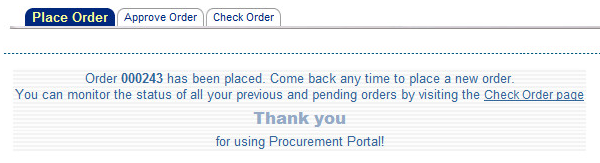 Place Order Approve Order Check Order
Order 000243 has been placed. Come back any time to place a new order.
You can monitor the status of all your previous and pending orders by visiting the Check Order page
Thank you
for using Procurement Portal!